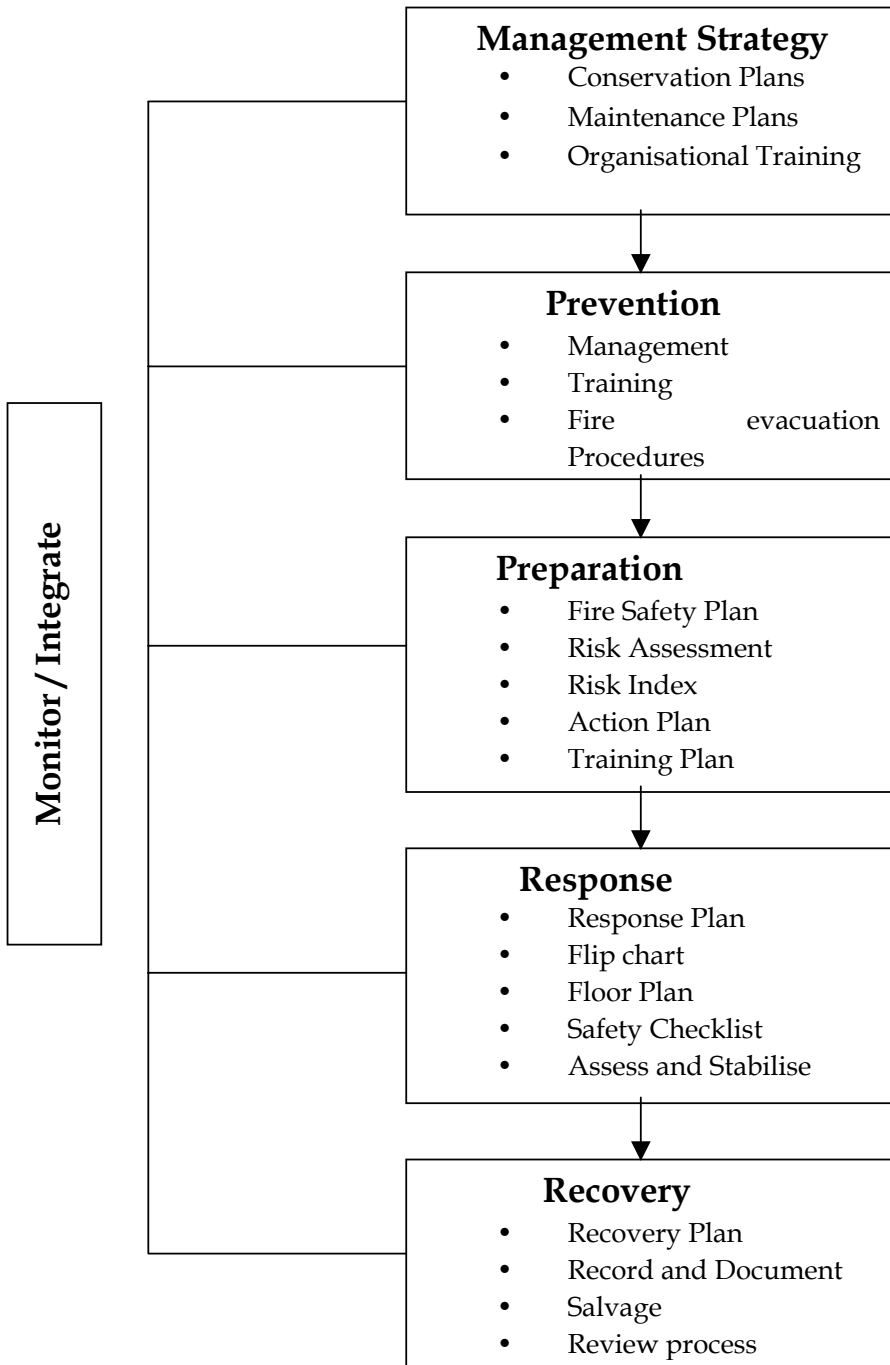 Management Strategy
• Conservation Plans
• Maintenance Plans
• Organisational Training
Prevention
• Management
• Training
• Fire evacuation
Procedures
Monitor / Integrate
Preparation
• Fire Safety Plan
• Risk Assessment
• Risk Index
• Action Plan
• Training Plan
Response
• Response Plan
• Flip chart
• Floor Plan
• Safety Checklist
• Assess and Stabilise
Recovery
• Recovery Plan
• Record and Document
• Salvage
• Review process